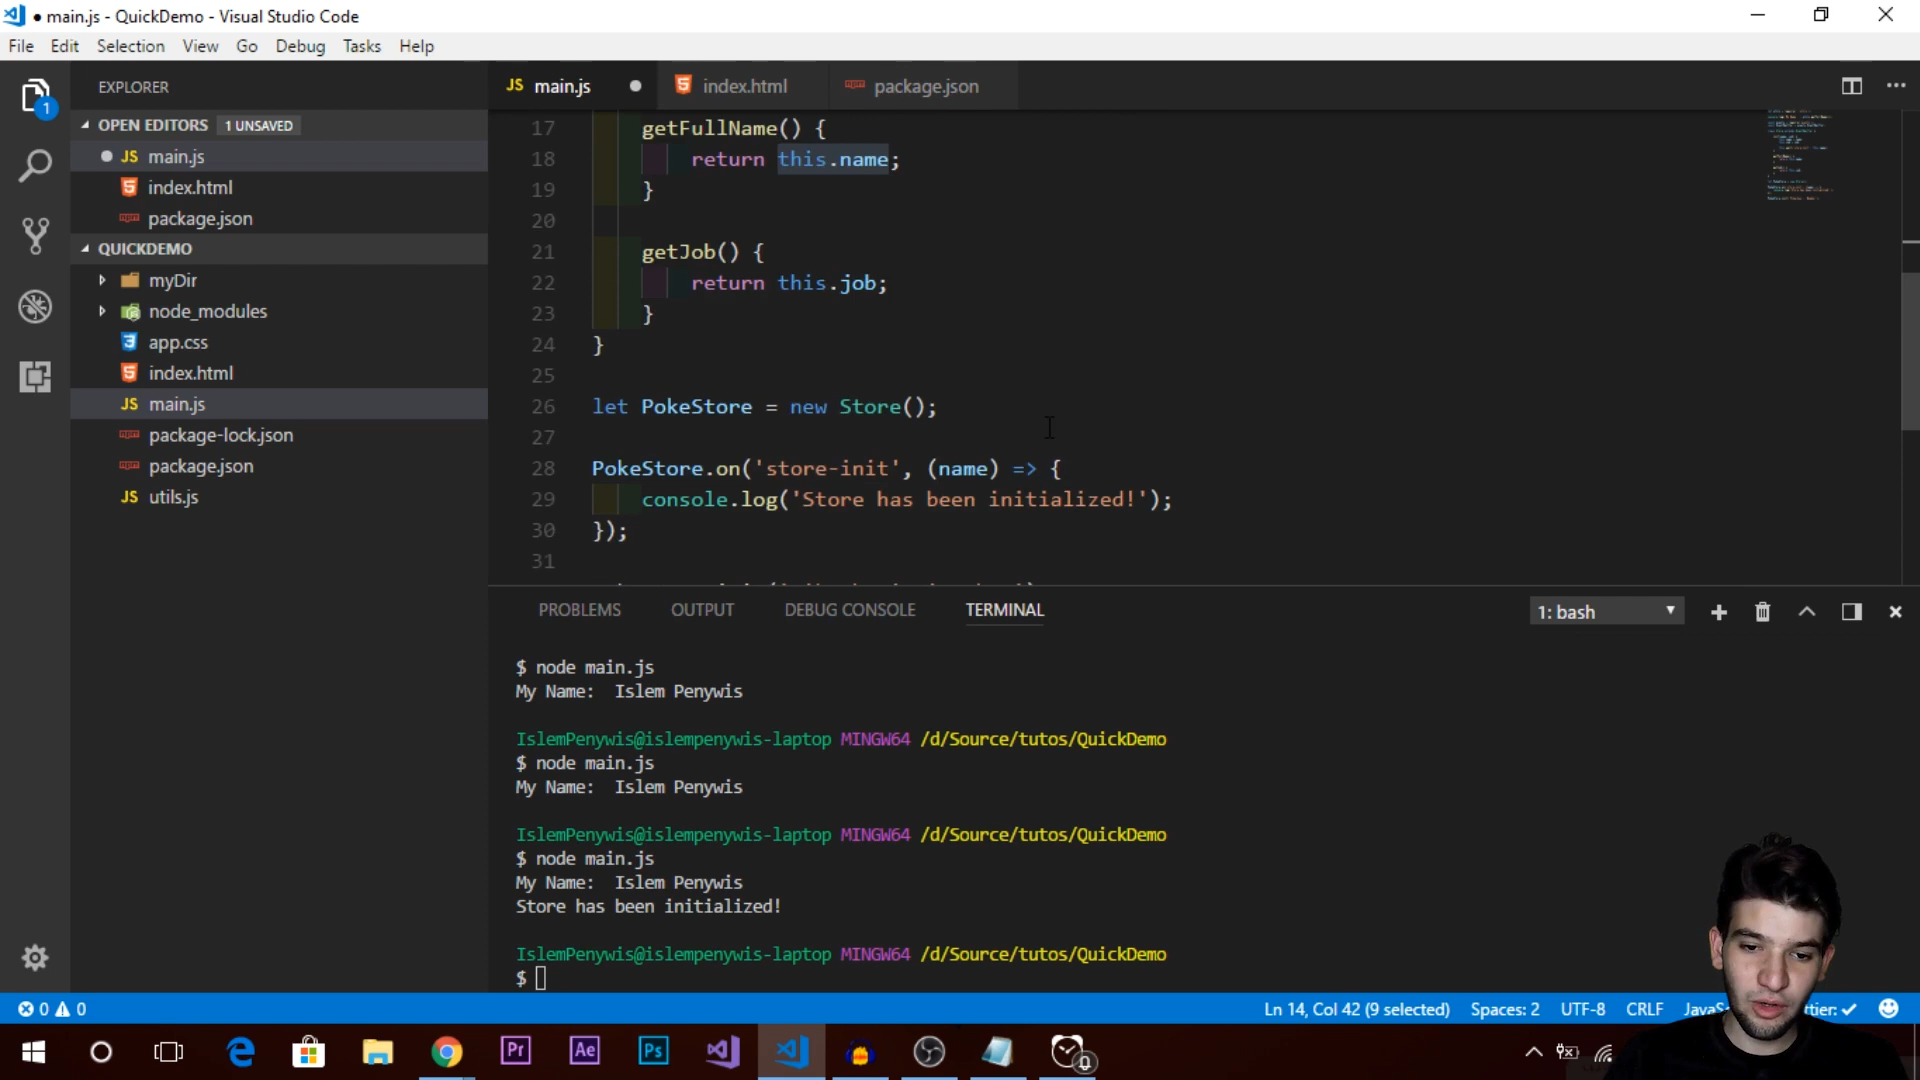 ● main.js - QuickDemo - Visual Studio Code
File Edit Selection View Go Debug Tasks Help
EXPLORER
OPEN EDITORS 1 UNSAVED
JS main.js
index.html
package.json
QUICKDEMO
myDir
node_modules
app.css
index.html
JS main.js
package-lock.json
package.json
JS utils.js
1
JS main.js ● index.html package.json
17 getFullName() {
18 return this.name;
19 }
20
21 getJob() {
22 return this.job;
23 }
24 }
25
26 let PokeStore = new Store();
27
28 PokeStore.on('store-init', (name) => {
29 console.log('Store has been initialized!');
30 });
31
PROBLEMS OUTPUT DEBUG CONSOLE TERMINAL 1: bash
$ node main.js
My Name:  Islem Penywis
IslemPenywis@islempenywis-laptop MINGW64 /d/Source/tutos/QuickDemo
$ node main.js
My Name:  Islem Penywis
IslemPenywis@islempenywis-laptop MINGW64 /d/Source/tutos/QuickDemo
$ node main.js
My Name:  Islem Penywis
Store has been initialized!
IslemPenywis@islempenywis-laptop MINGW64 /d/Source/tutos/QuickDemo
$
0 0 Ln 14, Col 42 (9 selected) Spaces: 2 UTF-8 CRLF
Pr Ae Ps